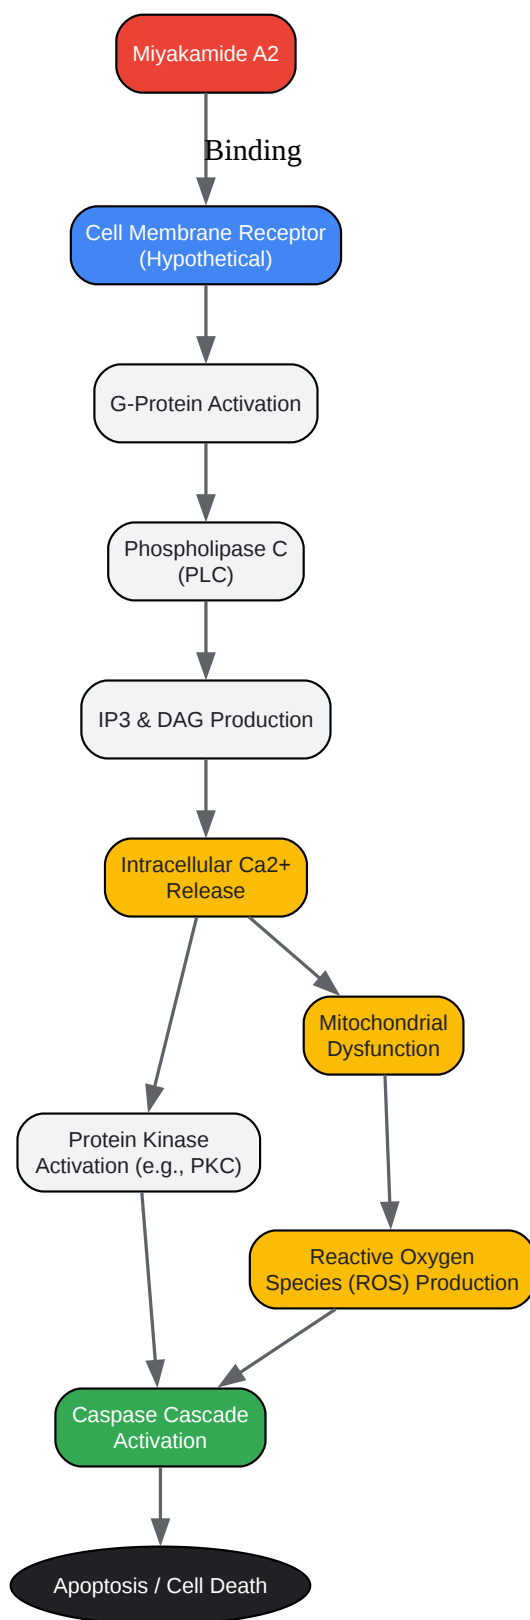 Miyakamide A2
Binding
Cell Membrane Receptor
(Hypothetical)
G-Protein Activation
Phospholipase C
(PLC)
IP3 & DAG Production
Intracellular Ca2+
Release
Mitochondrial
Dysfunction
Protein Kinase
Activation (e.g., PKC)
Reactive Oxygen
Species (ROS) Production
Caspase Cascade
Activation
Apoptosis / Cell Death